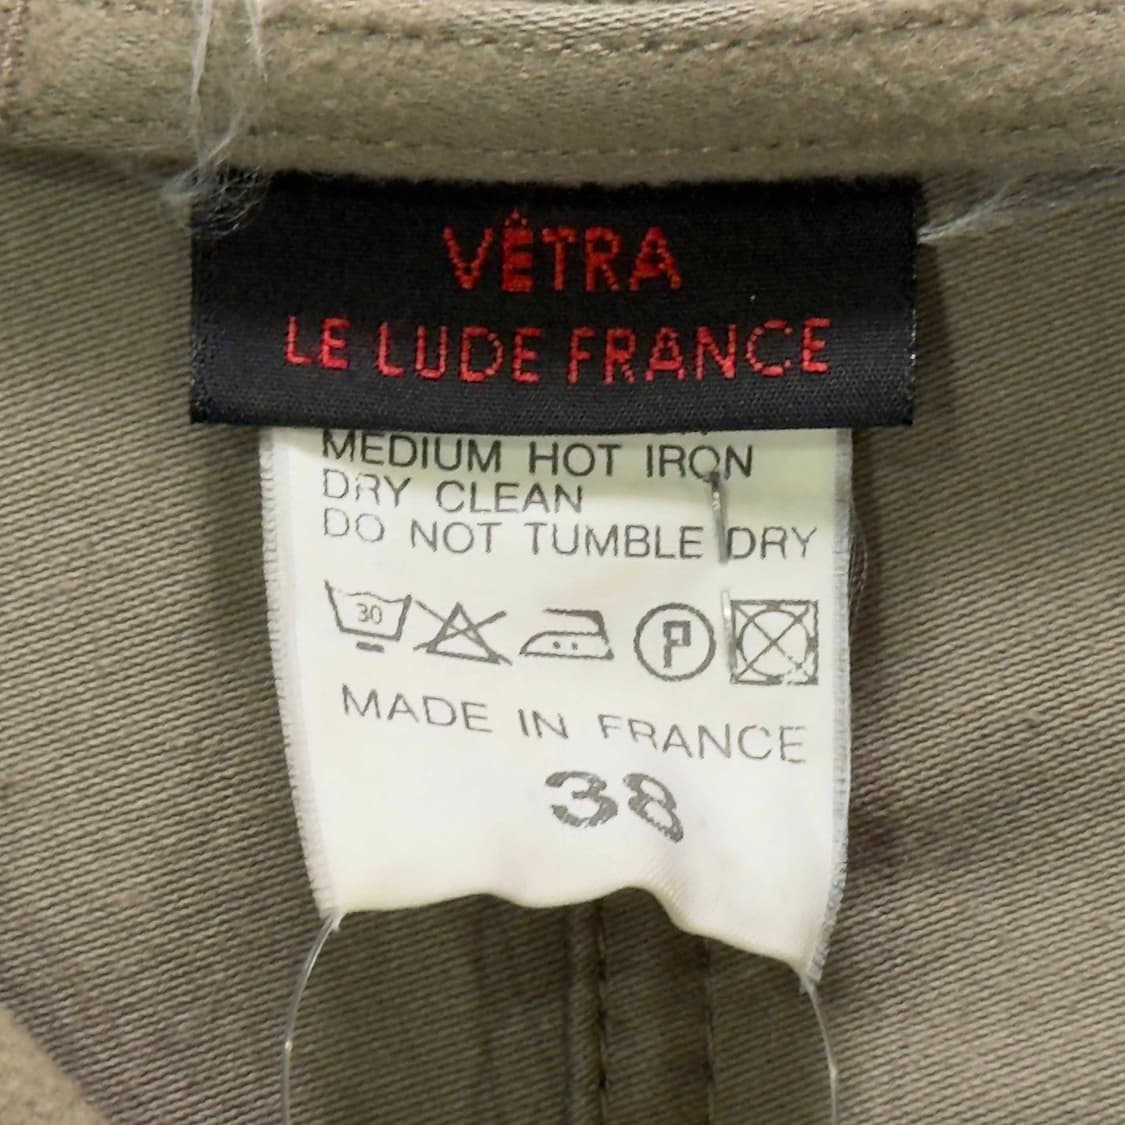 VÊTRA
LE LUDE FRANCE
MEDIUM HOT IRON
DRY CLEAN
DO NOT TUMBLE DRY
30
P
MADE IN FRANCE
38